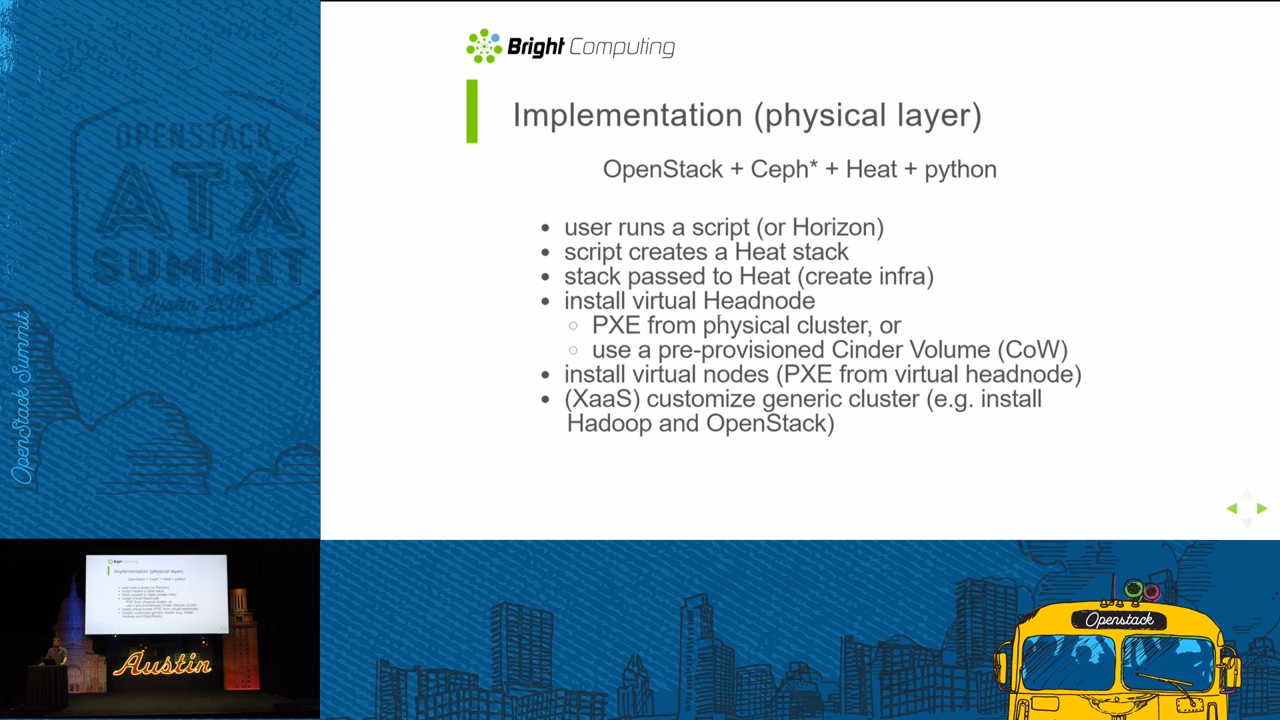 OPENSTACK
ATX
SUMMIT
Austin 2016
OpenStack Summit
Bright Computing
Implementation (physical layer)
OpenStack + Ceph* + Heat + python
user runs a script (or Horizon)
script creates a Heat stack
stack passed to Heat (create infra)
install virtual Headnode
PXE from physical cluster, or
use a pre-provisioned Cinder Volume (CoW)
install virtual nodes (PXE from virtual headnode)
(XaaS) customize generic cluster (e.g. install
Hadoop and OpenStack)
Implementation (physical layer)
Austin
Openstack